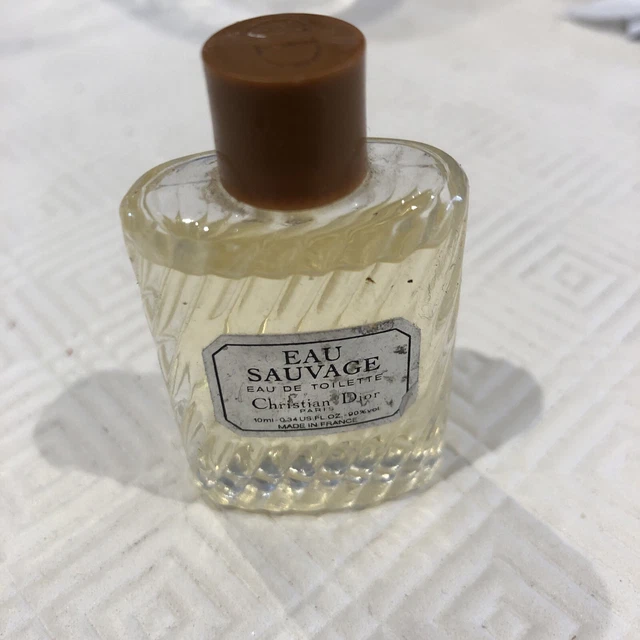 EAU
SAUVAGE
EAU DE TOILETTE
Christian Dior
PARIS
10ml - 0.34 US FL.OZ. - 90% vol.
MADE IN FRANCE